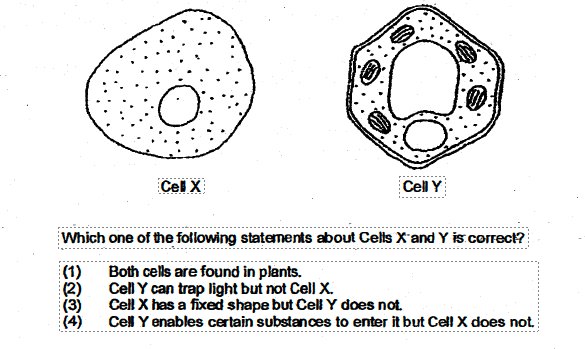 Cell X
Cell Y
Which one of the following statements about Cells X and Y is correct?
(1) Both cells are found in plants.
(2) Cell Y can trap light but not Cell X.
(3) Cell X has a fixed shape but Cell Y does not.
(4) Cell Y enables certain substances to enter it but Cell X does not.